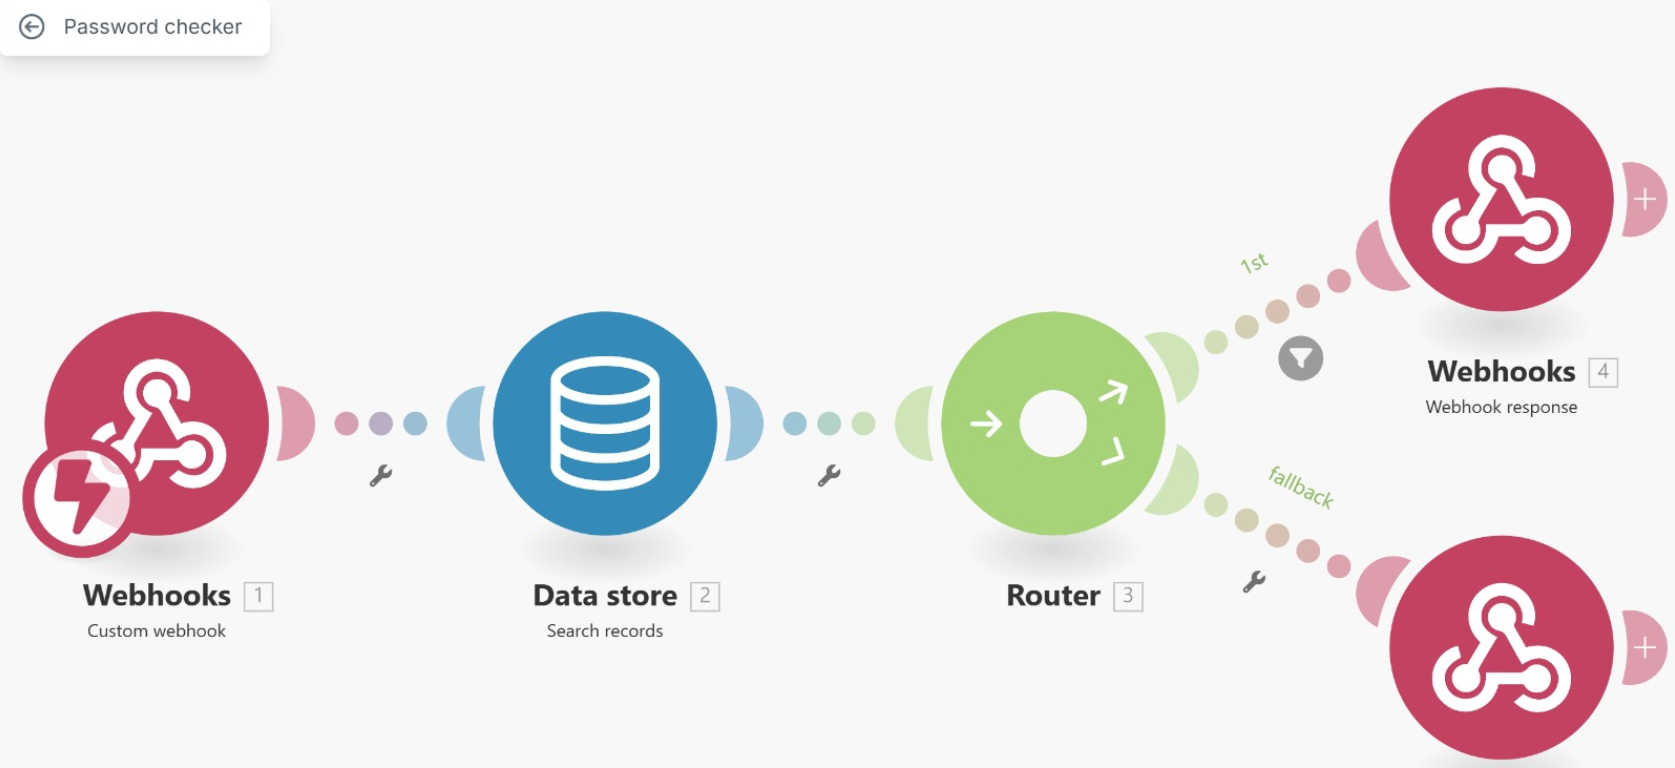 Password checker
1st
Webhooks 4
Webhook response
fallback
Webhooks 1
Custom webhook
Data store 2
Search records
Router 3